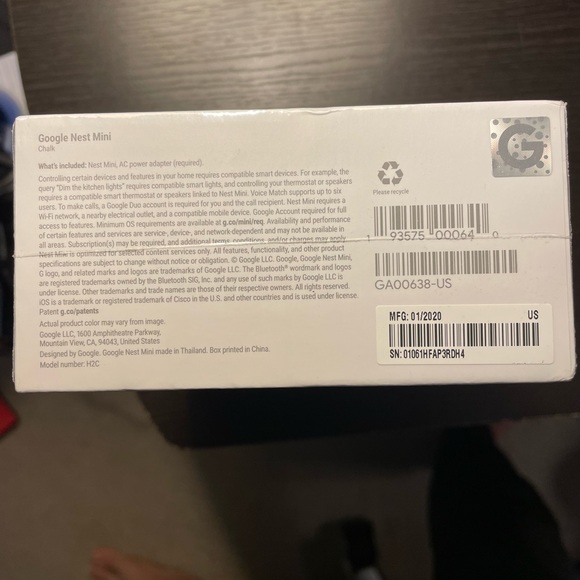 Google Nest Mini
Chalk
What's included: Nest Mini, AC power adapter (required).
Controlling certain devices and features in your home requires compatible smart devices. For example, the
query "Dim the kitchen lights" requires compatible smart lights, and controlling your thermostat or speakers
requires a compatible smart thermostat or speakers linked to Nest Mini. Voice Match supports up to six
users. To make calls, a Google Duo account is required for you and the call recipient. Nest Mini requires a
Wi-Fi network, a nearby electrical outlet, and a compatible mobile device. Google Account required for full
access to features. Minimum OS requirements are available at g.co/mini/req. Availability and performance
of certain features and services are service-, device-, and network-dependent and may not be available in
all areas. Subscription(s) may be required, and additional terms, conditions, and/or charges may apply.
Nest Mini is optimized for selected content services only. All features, functionality, and other product
specifications are subject to change without notice or obligation. © Google LLC. Google, Google Nest Mini,
G logo, and related marks and logos are trademarks of Google LLC. The Bluetooth® wordmark and logos
are registered trademarks owned by the Bluetooth SIG, Inc. and any use of such marks by Google LLC is
under license. Other trademarks and trade names are those of their respective owners. All rights reserved.
iOS is a trademark or registered trademark of Cisco in the U.S. and other countries and is used under license.
Patent g.co/patents
Actual product color may vary from image.
Google LLC, 1600 Amphitheatre Parkway,
Mountain View, CA, 94043, United States
Designed by Google. Google Nest Mini made in Thailand. Box printed in China.
Model number: H2C
G
Please recycle
1 93575 00064 0
GA00638-US
MFG: 01/2020 US
SN: 01061HFAP3RDH4